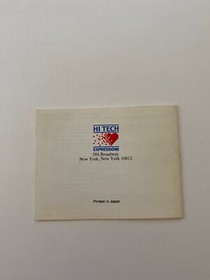 HI TECH
EXPRESSIONS
584 Broadway
New York, New York 10012
Printed in Japan